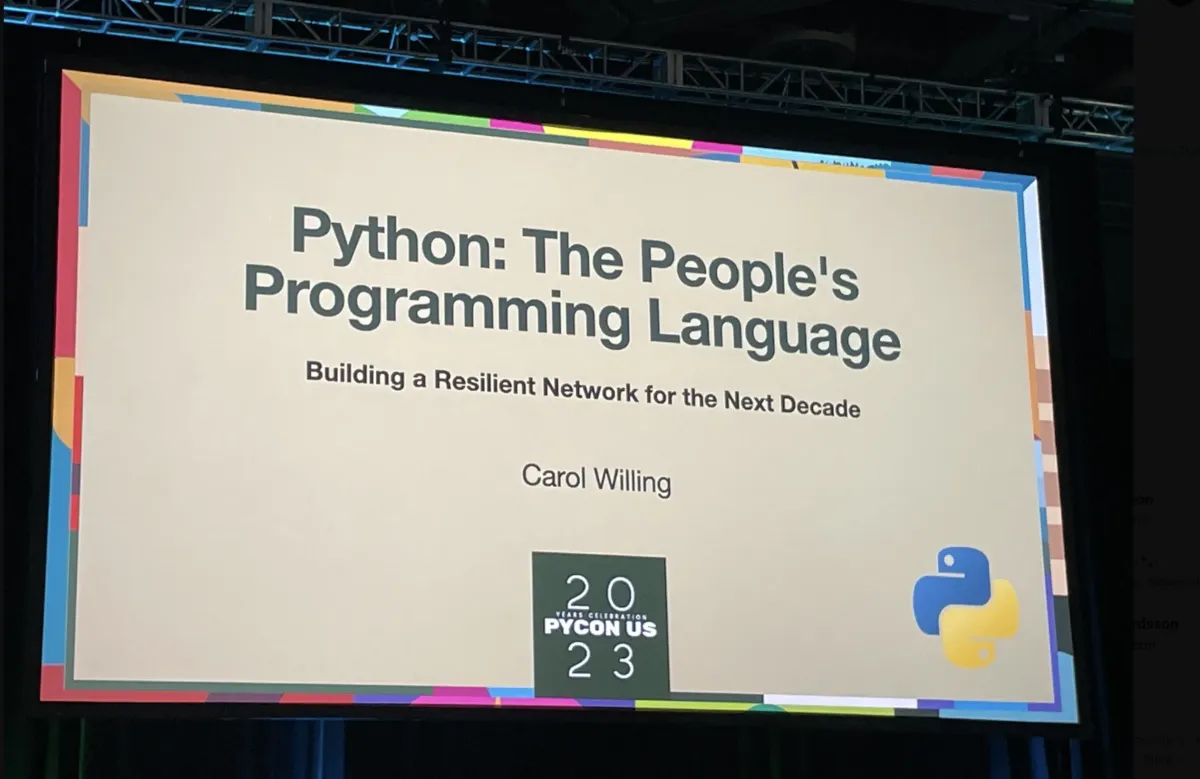 Python: The People's
Programming Language
Building a Resilient Network for the Next Decade
Carol Willing
20
YEARS CELEBRATION
PYCON US
23